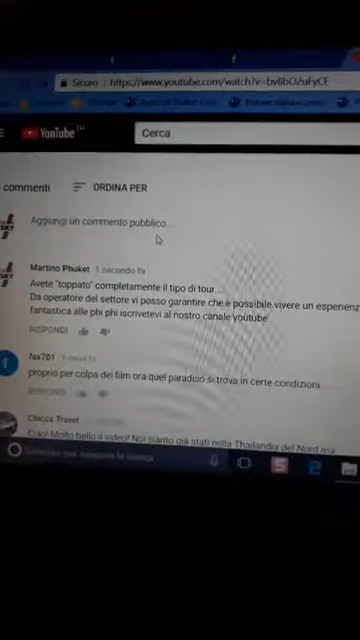 Sicuro
https://www.youtube.com/watch?v=bv8bO2uFyCE
YouTube TH
Cerca
commenti
ORDINA PER
Aggiungi un commento pubblico...
Martino Phuket 1 secondo fa
Avete "toppato" completamente il tipo di tour...
Da operatore del settore vi posso garantire che è possibile vivere un esperienz
fantastica alle phi phi iscrivetevi al nostro canale youtube
RISPONDI
fax701
proprio per colpa del film ora quel paradiso si trova in certe condizioni
RISPONDI
Chicca Travel
Ciao! Molto bello il video! Noi siamo già stati nella Thailandia del Nord ma